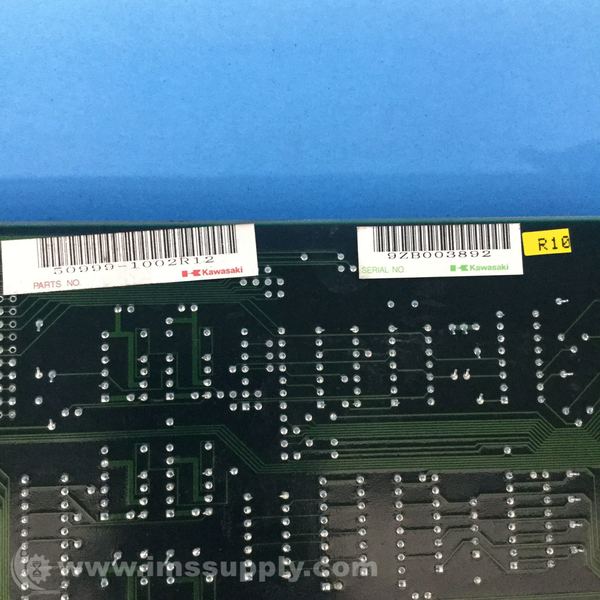 50999-1002R12
PARTS NO.
Kawasaki
9ZB003892
SERIAL NO.
Kawasaki
R10
www.imssupply.com